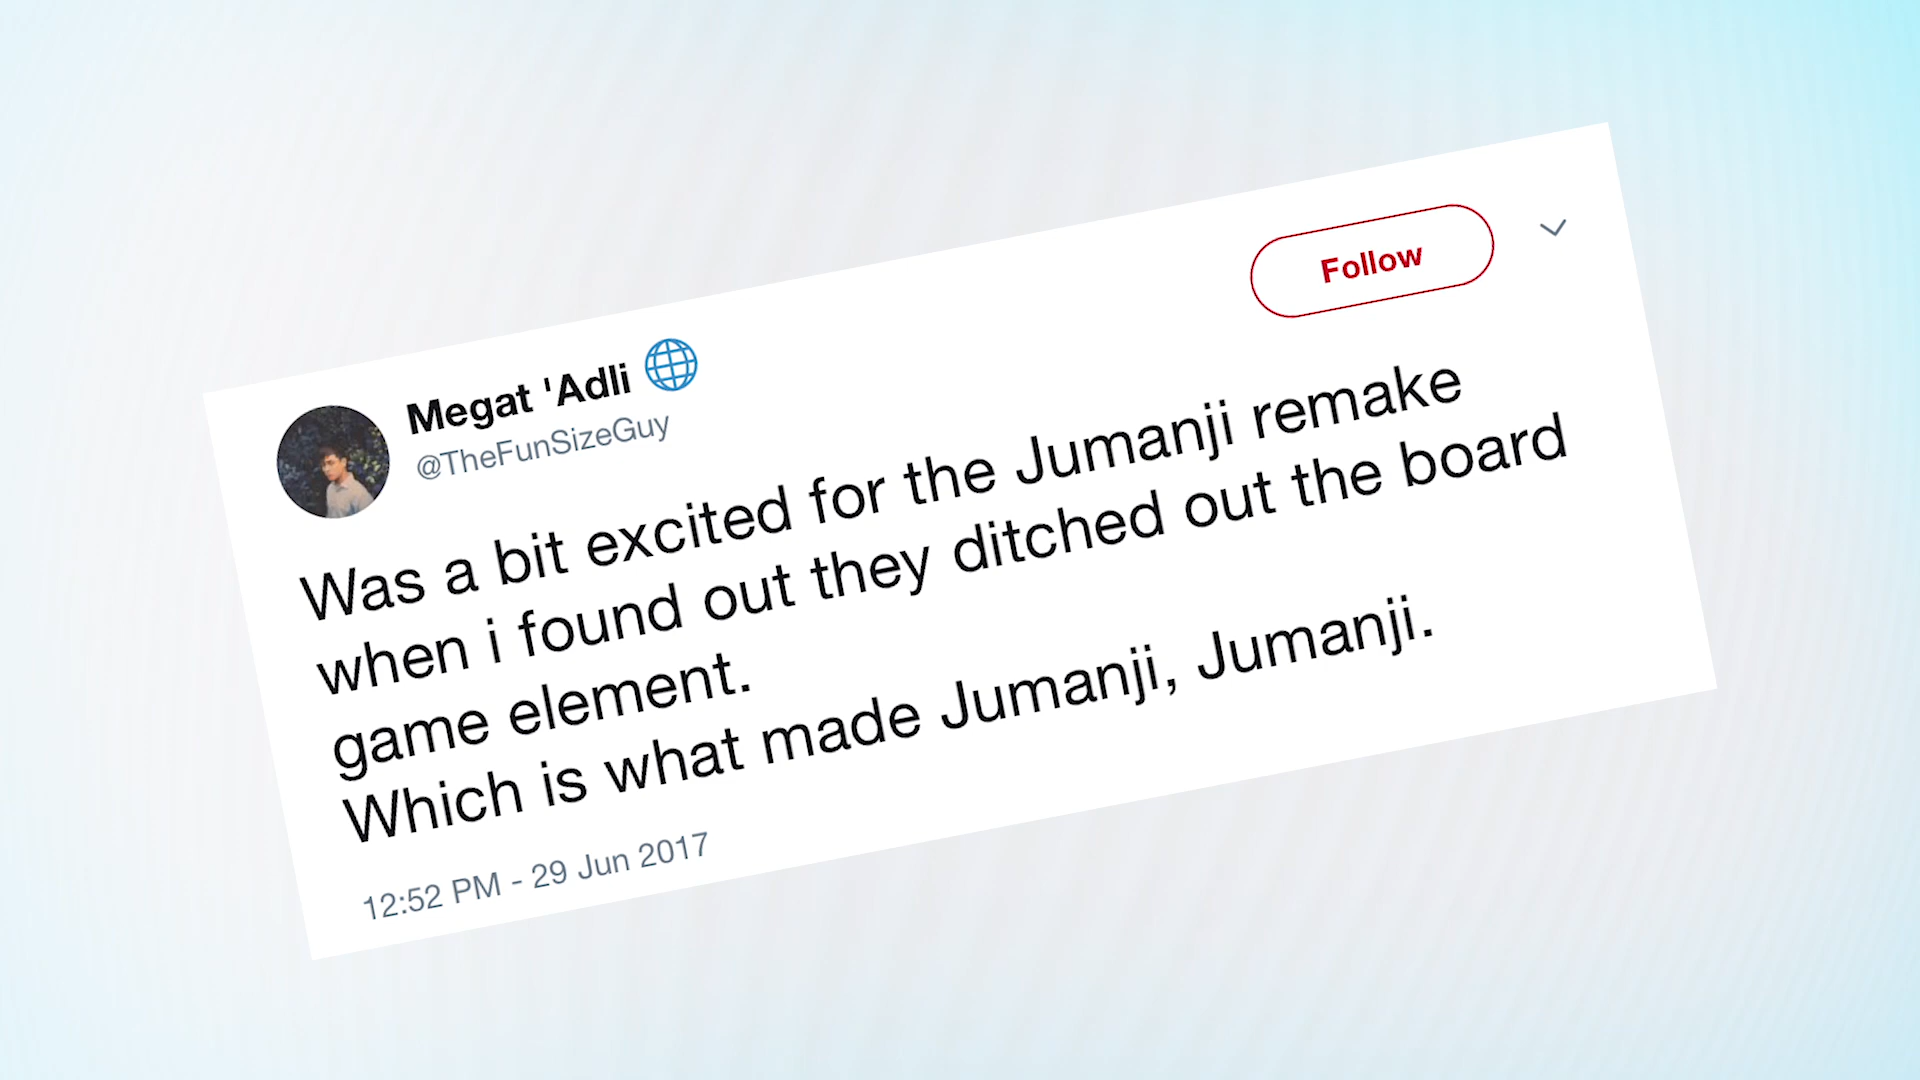 Megat 'Adli
@TheFunSizeGuy
Follow
Was a bit excited for the Jumanji remake
when i found out they ditched out the board
game element.
Which is what made Jumanji, Jumanji.
12:52 PM - 29 Jun 2017